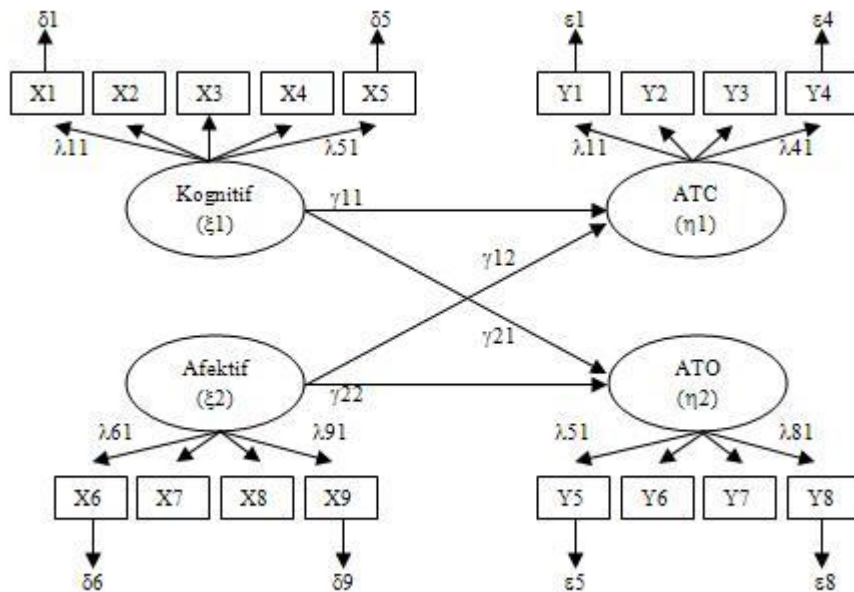 δ1 δ5 ε1 ε4
X1 X2 X3 X4 X5 Y1 Y2 Y3 Y4
λ11 λ51 λ11 λ41
Kognitif
(ξ1)
ATC
(η1)
γ11
γ12
γ21
Afektif
(ξ2)
ATO
(η2)
γ22
λ61 λ91 λ51 λ81
X6 X7 X8 X9 Y5 Y6 Y7 Y8
δ6 δ9 ε5 ε8